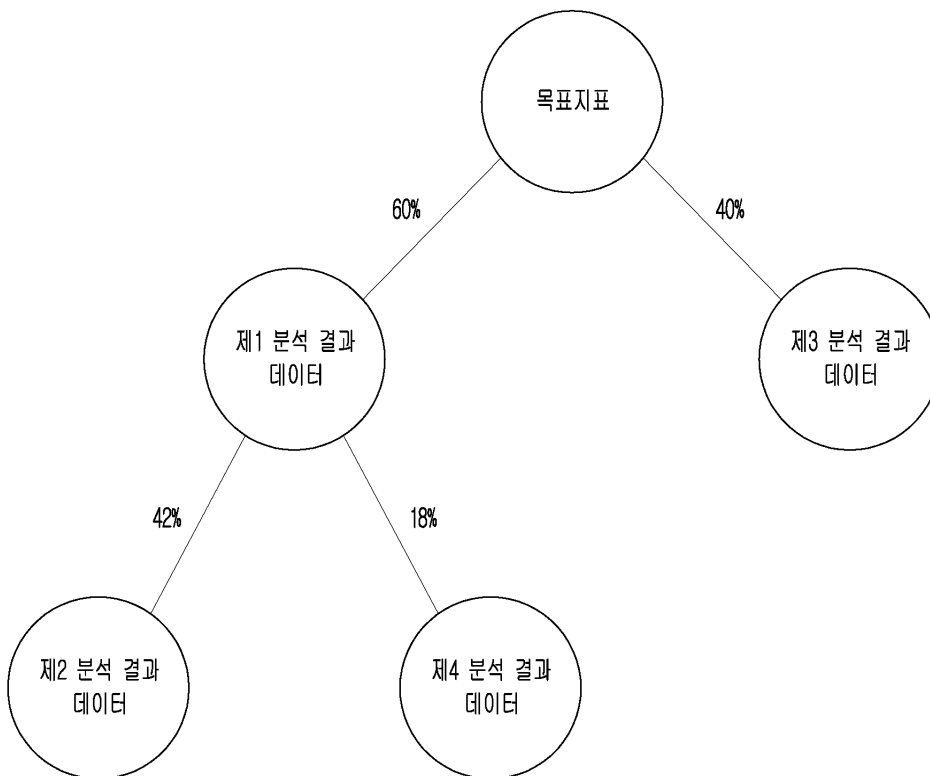 목표지표
60%
40%
제1 분석 결과
데이터
제3 분석 결과
데이터
42%
18%
제2 분석 결과
데이터
제4 분석 결과
데이터